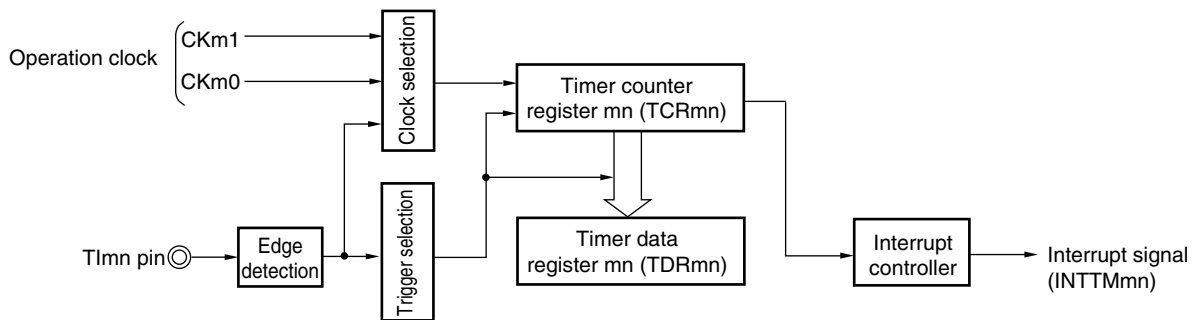 Operation clock
CKm1
CKm0
Clock selection
Timer counter
register mn (TCRmn)
TImn pin
Edge
detection
Trigger selection
Timer data
register mn (TDRmn)
Interrupt
controller
Interrupt signal
(INTTMmn)